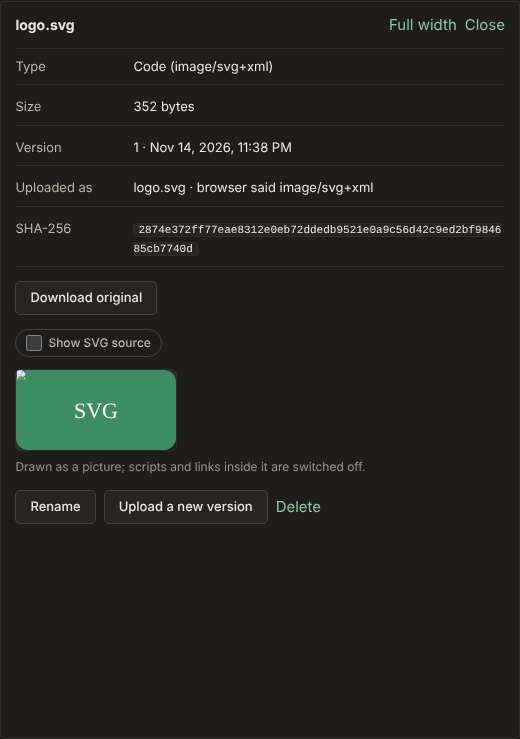 logo.svg Full width Close
Type Code (image/svg+xml)
Size 352 bytes
Version 1 · Nov 14, 2026, 11:38 PM
Uploaded as logo.svg · browser said image/svg+xml
SHA-256 2874e372ff77eae8312e0eb72ddedb9521e0a9c56d42c9ed2bf9846
85cb7740d
Download original
Show SVG source
SVG
Drawn as a picture; scripts and links inside it are switched off.
Rename Upload a new version Delete